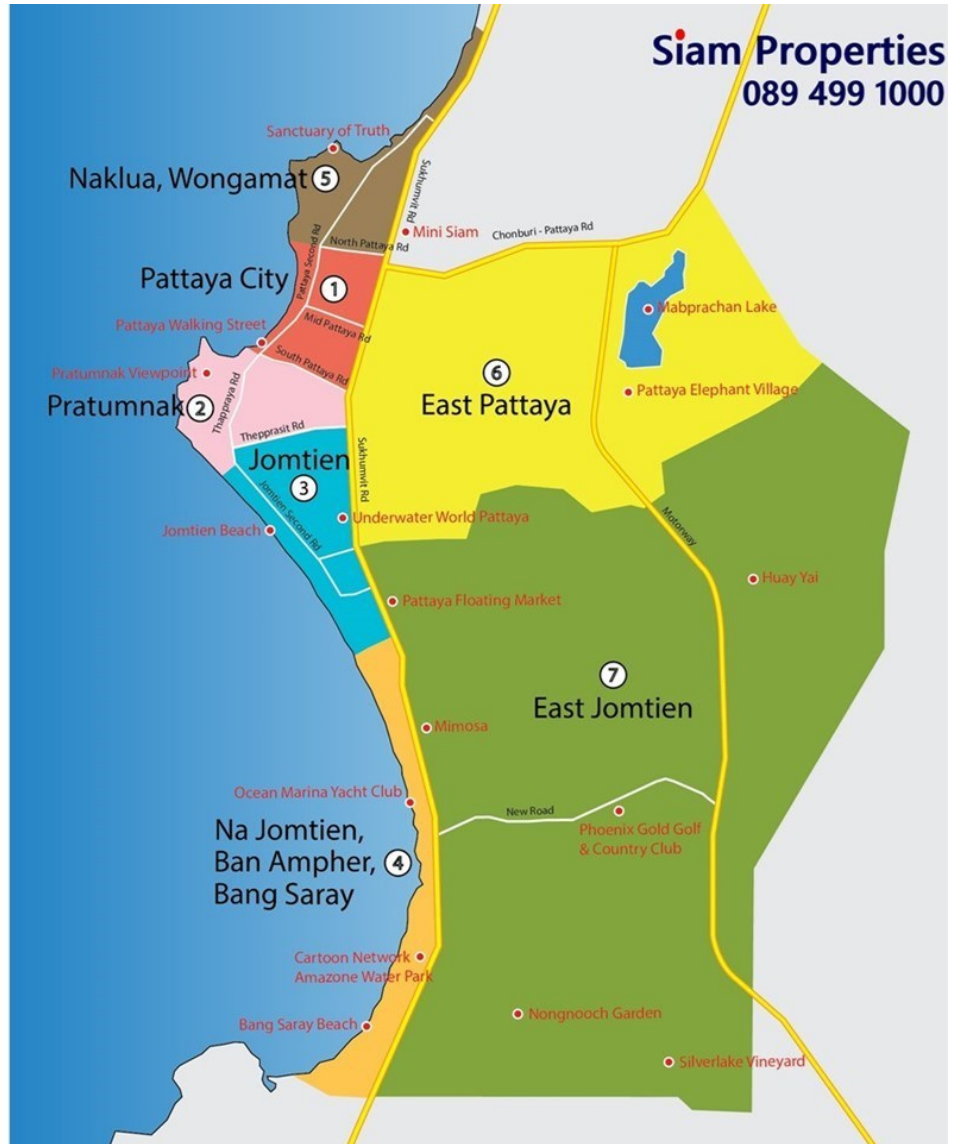 Siam Properties
089 499 1000
Sanctuary of Truth
Naklua, Wongamat 5
Sukhumvit Rd
Mini Siam
Chonburi - Pattaya Rd
North Pattaya Rd
Pattaya Second Rd
Pattaya City
1
Mabprachan Lake
Pattaya Walking Street
Mid Pattaya Rd
South Pattaya Rd
Pratumnak Viewpoint
6
East Pattaya
Pattaya Elephant Village
Pratumnak 2
Thappraya Rd
Thepprasit Rd
Jomtien
3
Sukhumvit Rd
Jomtien Second Rd
Underwater World Pattaya
Jomtien Beach
Motorway
Huay Yai
Pattaya Floating Market
7
East Jomtien
Mimosa
Ocean Marina Yacht Club
New Road
Phoenix Gold Golf
& Country Club
Na Jomtien,
Ban Ampher, 4
Bang Saray
Cartoon Network
Amazone Water Park
Nongnooch Garden
Bang Saray Beach
Silverlake Vineyard